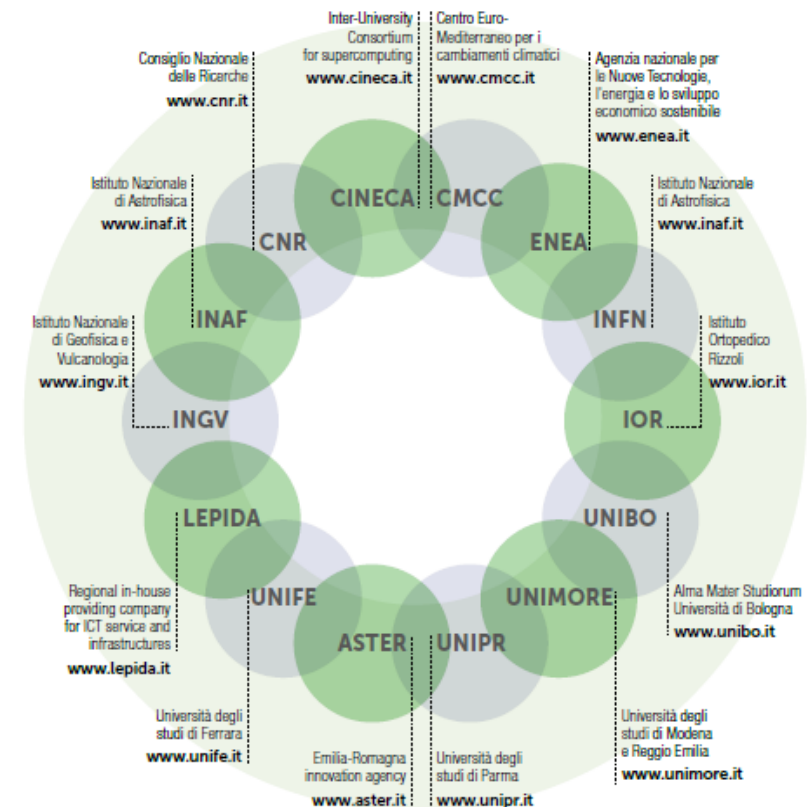 Inter-University
Consortium
for supercomputing
www.cineca.it
Centro Euro-
Mediterraneo per i
cambiamenti climatici
www.cmcc.it
Consiglio Nazionale
delle Ricerche
www.cnr.it
Agenzia nazionale per
le Nuove Tecnologie,
l'energia e lo sviluppo
economico sostenibile
www.enea.it
Istituto Nazionale
di Astrofisica
www.inaf.it
Istituto Nazionale
di Astrofisica
www.inaf.it
CINECA
CMCC
CNR
ENEA
INAF
INFN
Istituto Nazionale
di Geofisica e
Vulcanologia
www.ingv.it
Istituto
Ortopedico
Rizzoli
www.ior.it
INGV
IOR
LEPIDA
UNIBO
UNIFE
UNIMORE
ASTER
UNIPR
Regional in-house
providing company
for ICT service and
infrastructures
www.lepida.it
Alma Mater Studiorum
Università di Bologna
www.unibo.it
Università degli
studi di Ferrara
www.unife.it
Emilia-Romagna
innovation agency
www.aster.it
Università degli
studi di Parma
www.unipr.it
Università degli
studi di Modena
e Reggio Emilia
www.unimore.it